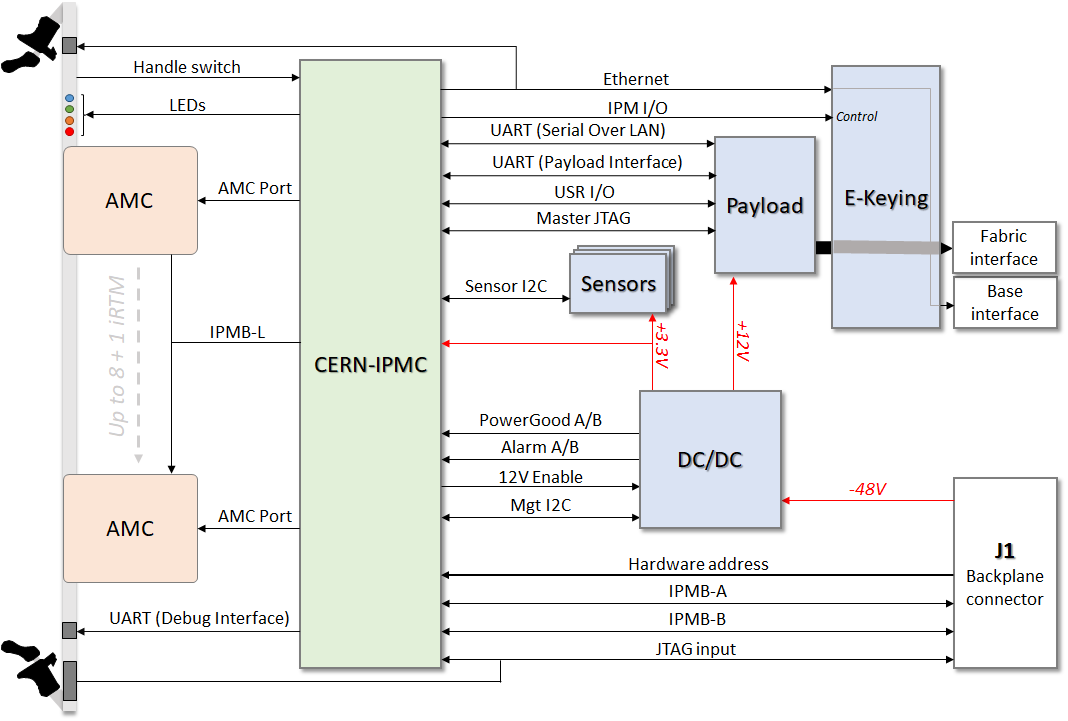 Handle switch
Ethernet
LEDs
IPM I/O
Control
UART (Serial Over LAN)
UART (Payload Interface)
AMC
AMC Port
USR I/O
Payload
E-Keying
Master JTAG
Fabric
interface
Sensor I2C
Sensors
Base
interface
Up to 8 + 1 iRTM
IPMB-L
+3.3V
+12V
CERN-IPMC
PowerGood A/B
Alarm A/B
DC/DC
12V Enable
-48V
Mgt I2C
AMC
AMC Port
J1
Backplane
connector
Hardware address
IPMB-A
UART (Debug Interface)
IPMB-B
JTAG input